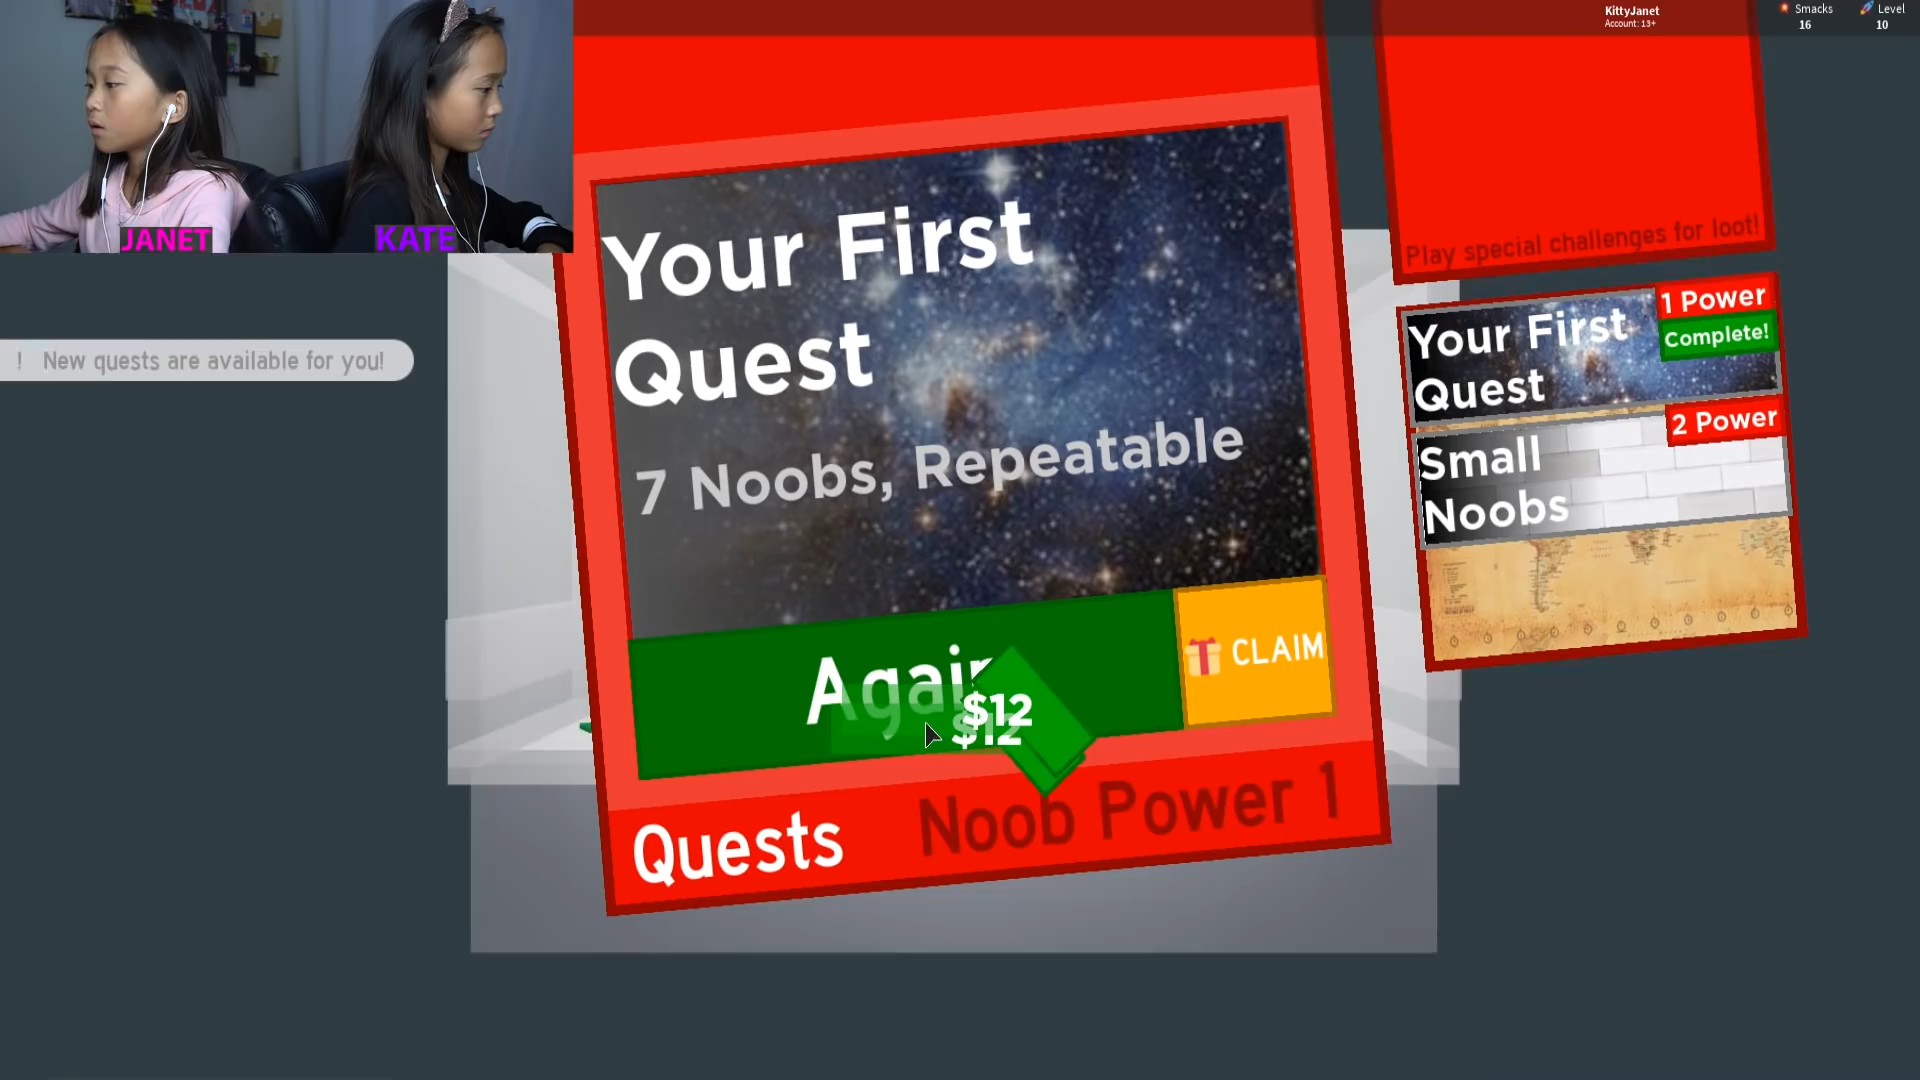 KittyJanet
Account: 13+
Smacks
16
Level
10
JANET
KATE
! New quests are available for you!
Your First
Quest
7 Noobs, Repeatable
Again
$12
$12
CLAIM
Quests
Noob Power 1
Play special challenges for loot!
Your First
Quest
1 Power
Complete!
2 Power
Small
Noobs